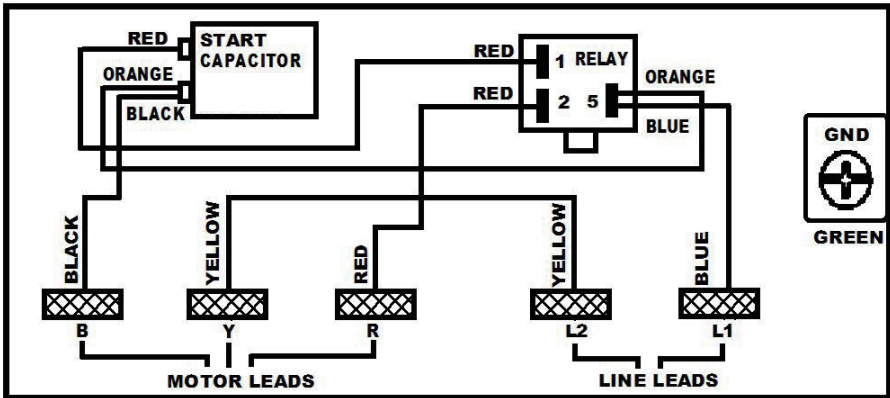 RED
START
CAPACITOR
ORANGE
BLACK
RED
1 RELAY
RED
2 5
ORANGE
BLUE
GND
GREEN
BLACK
YELLOW
RED
YELLOW
BLUE
B
Y
R
L2
L1
MOTOR LEADS
LINE LEADS